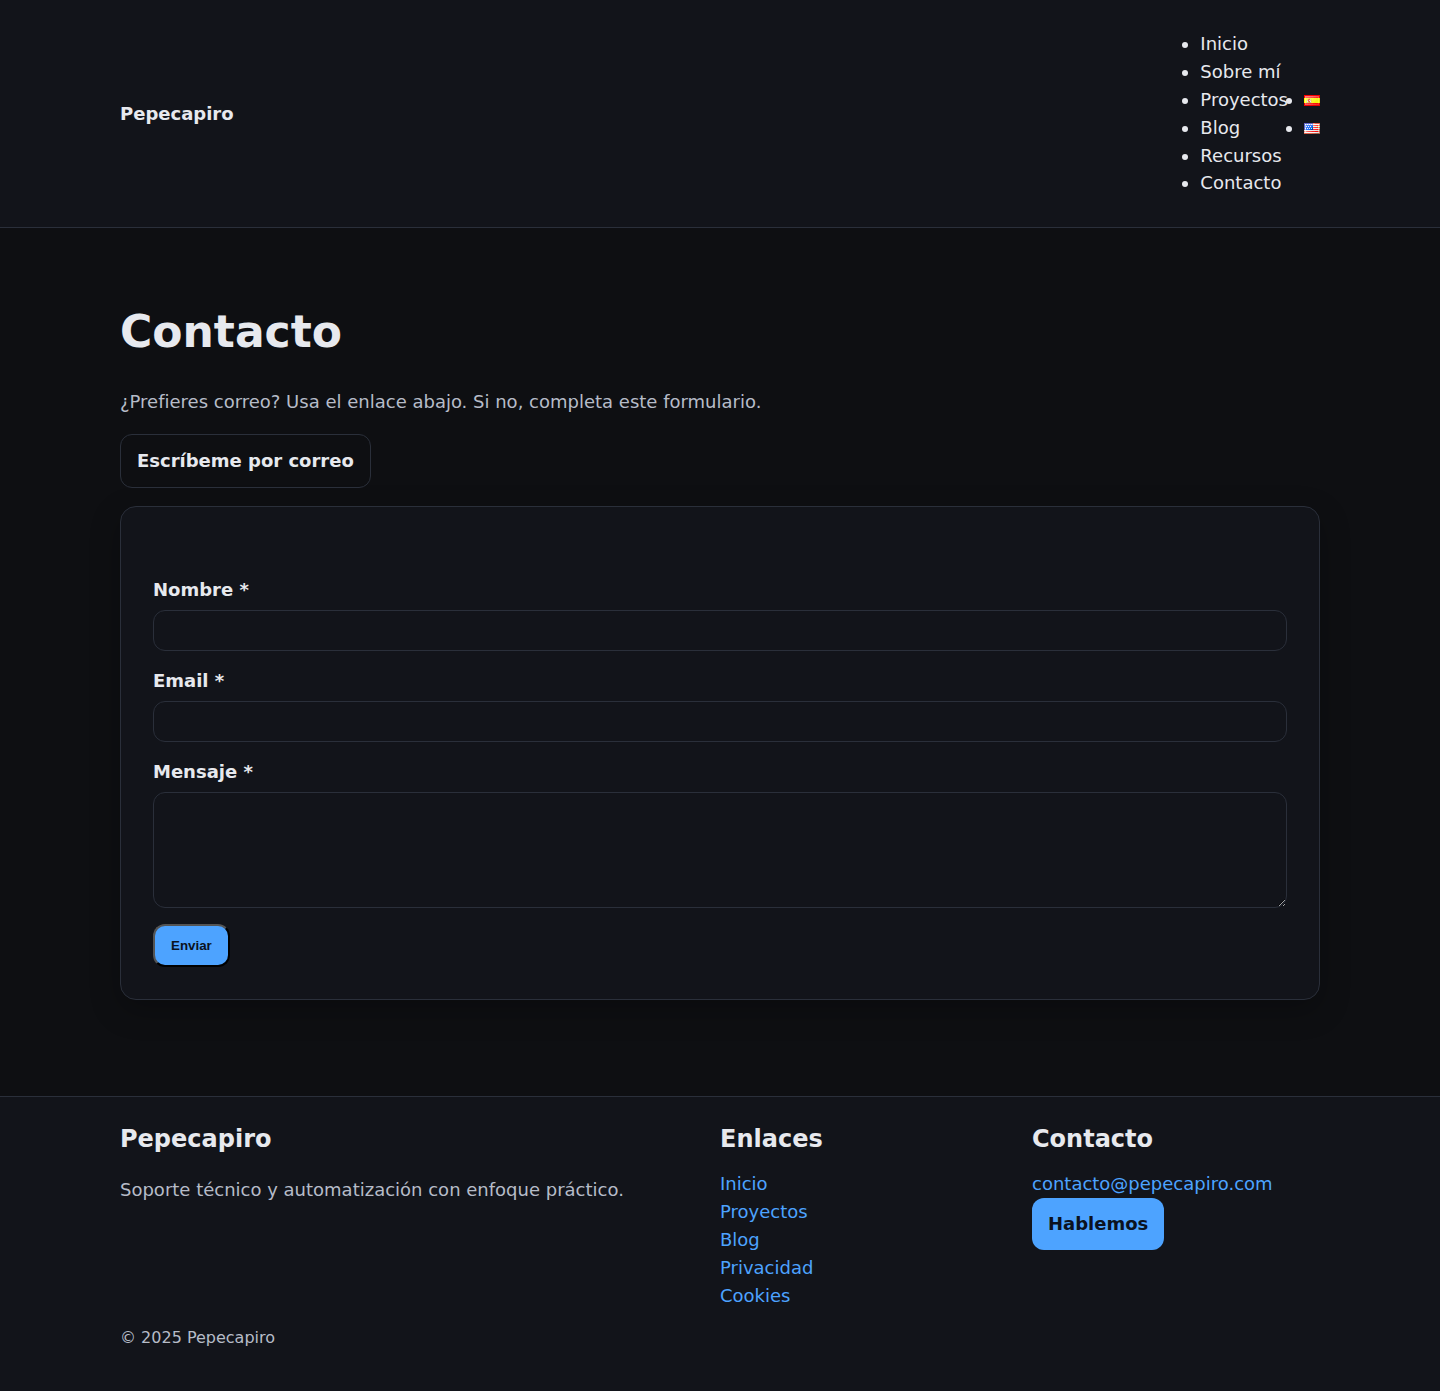 Pepecapiro
Inicio
Sobre mí
Proyectos
Blog
Recursos
Contacto
Contacto
¿Prefieres correo? Usa el enlace abajo. Si no, completa este formulario.
Escríbeme por correo
Nombre *
Email *
Mensaje *
Enviar
Pepecapiro
Soporte técnico y automatización con enfoque práctico.
Enlaces
Inicio
Proyectos
Blog
Privacidad
Cookies
Contacto
contacto@pepecapiro.com
Hablemos
© 2025 Pepecapiro